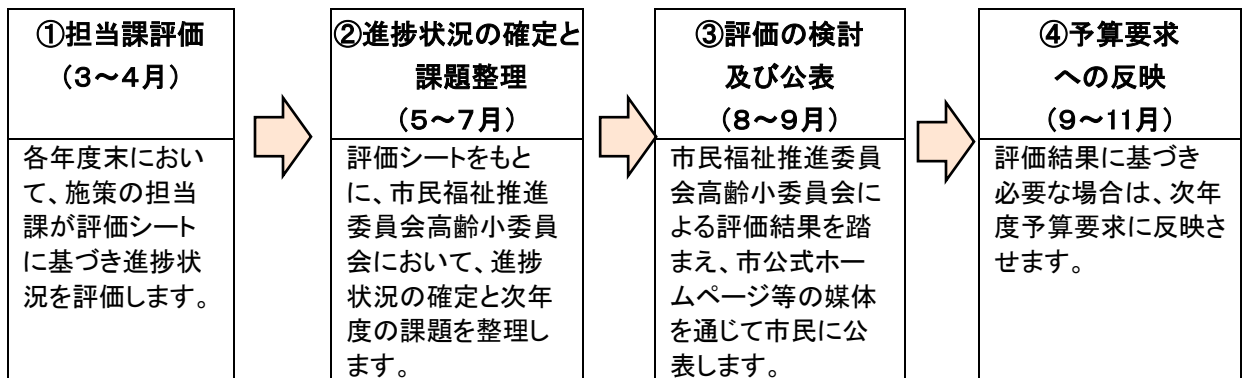 ①担当課評価
(3~4月)
各年度末におい
て、施策の担当
課が評価シート
に基づき進捗状
況を評価します。
②進捗状況の確定と
課題整理
(5~7月)
評価シートをもと
に、市民福祉推進
委員会高齢小委員
会において、進捗
状況の確定と次年
度の課題を整理し
ます。
③評価の検討
及び公表
(8~9月)
市民福祉推進委員
会高齢小委員会に
よる評価結果を踏
まえ、市公式ホー
ムページ等の媒体
を通じて市民に公
表します。
④予算要求
への反映
(9~11月)
評価結果に基づき
必要な場合は、次年
度予算要求に反映さ
せます。